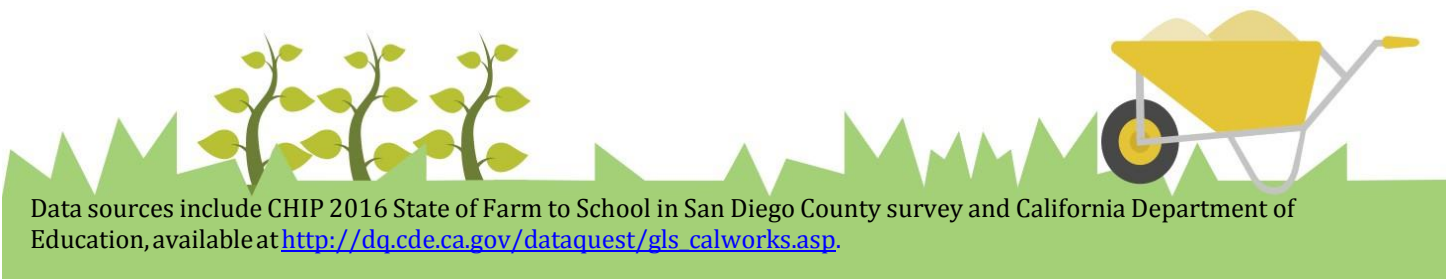 Data sources include CHIP 2016 State of Farm to School in San Diego County survey and California Department of
Education, available at http://dq.cde.ca.gov/dataquest/gls_calworks.asp.